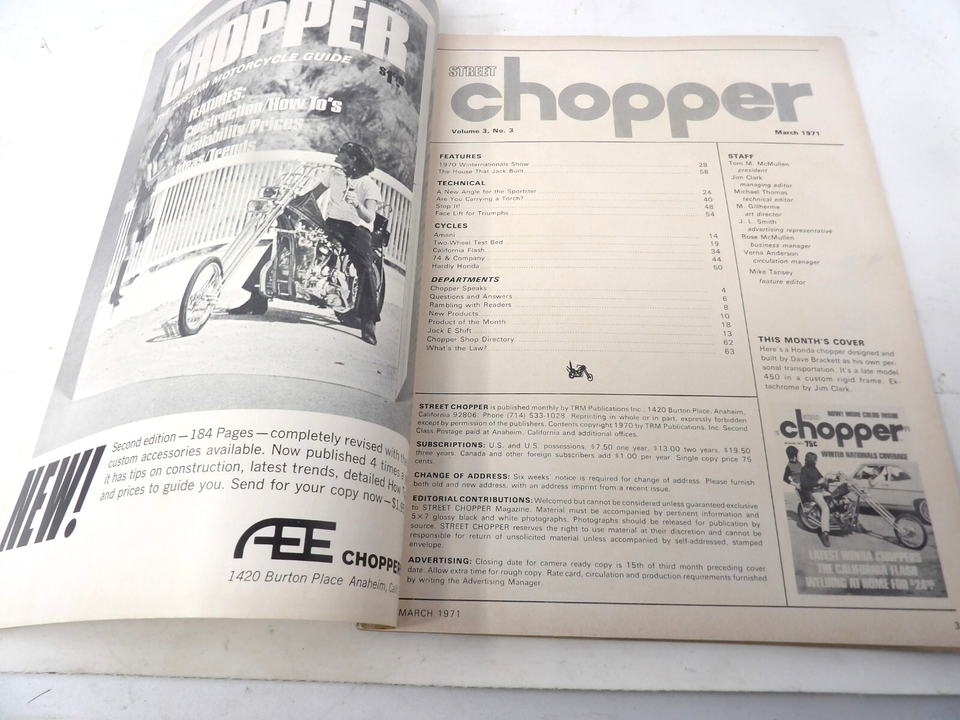 CHOPPER
CUSTOM MOTORCYCLE GUIDE
FEATURES:
Construction/How To's
Availability/Prices
Ideas/Trends
NEW!
Second edition — 184 Pages — completely revised with
custom accessories available. Now published 4 times a
it has tips on construction, latest trends, detailed How
and prices to guide you. Send for your copy now—
AEE CHOPPER
1420 Burton Place Anaheim,
STREET
chopper
Volume 3, No. 3 March 1971
FEATURES
1970 Winternationals Show 28
The House That Jack Built 58
TECHNICAL
A New Angle for the Sportster 24
Are You Carrying a Torch? 40
Stop It! 48
Face Lift for Triumphs 54
CYCLES
Amani 14
Two-Wheel Test Bed 19
California Flash 34
74 & Company 44
Hardly Honda 50
DEPARTMENTS
Chopper Speaks 4
Questions and Answers 6
Rambling with Readers 8
New Products 10
Product of the Month 18
Jock E-Shift 13
Chopper Shop Directory 62
What's the Law? 63
STAFF
Tom M. McMullen
president
Jim Clark
managing editor
Michael Thomas
technical editor
M. Gillherme
art director
J. L. Smith
advertising representative
Rose McMullen
business manager
Verna Anderson
circulation manager
Mike Tansey
feature editor
THIS MONTH'S COVER
Here's a Honda chopper designed and
built by Dave Brackett as his own per-
sonal transportation. It's a late model
450 in a custom rigid frame. Ek-
tachrome by Jim Clark.
STREET CHOPPER is published monthly by TRM Publications Inc., 1420 Burton Place, Anaheim,
California 92806. Phone (714) 533-1028. Reprinting in whole or in part, expressly forbidden
except by permission of the publishers. Contents copyright 1970 by TRM Publications, Inc. Second
Class Postage paid at Anaheim, California and additional offices.
SUBSCRIPTIONS: U.S. and U.S. possessions, $7.50 one year, $13.00 two years, $19.50
three years. Canada and other foreign subscribers add $1.00 per year. Single copy price 75
cents.
CHANGE OF ADDRESS: Six weeks' notice is required for change of address. Please furnish
both old and new address, with an address imprint from a recent issue.
EDITORIAL CONTRIBUTIONS: Welcomed but cannot be considered unless guaranteed exclusive
to STREET CHOPPER Magazine. Material must be accompanied by pertinent information and
5×7 glossy black and white photographs. Photographs should be released for publication by
source. STREET CHOPPER reserves the right to use material at their discretion and cannot be
responsible for return of unsolicited material unless accompanied by self-addressed, stamped
envelope.
ADVERTISING: Closing date for camera ready copy is 15th of third month preceding cover
date. Allow extra time for rough copy. Rate card, circulation and production requirements furnished
by writing the Advertising Manager.
NOW! MORE COLOR INSIDE
chopper
75c
WINTER NATIONALS COVERAGE
LATEST HONDA CHOPPERS
THE CALIFORNIA FLASH
WELDING AT HOME FOR
MARCH 1971
3